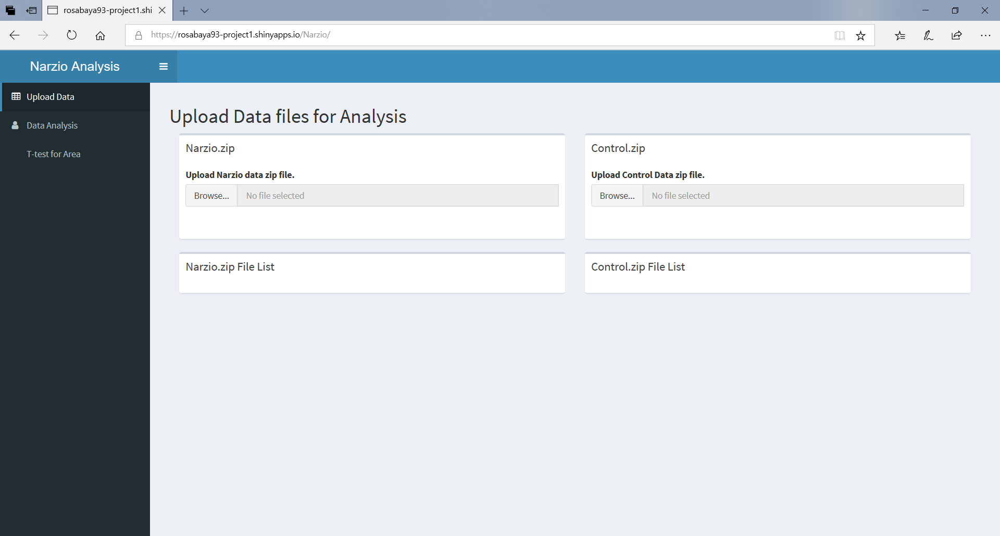 rosabaya93-project1.shi
https://rosabaya93-project1.shinyapps.io/Narzio/
Narzio Analysis
Upload Data
Data Analysis
T-test for Area
Upload Data files for Analysis
Narzio.zip
Upload Narzio data zip file.
Browse... No file selected
Control.zip
Upload Control Data zip file.
Browse... No file selected
Narzio.zip File List
Control.zip File List